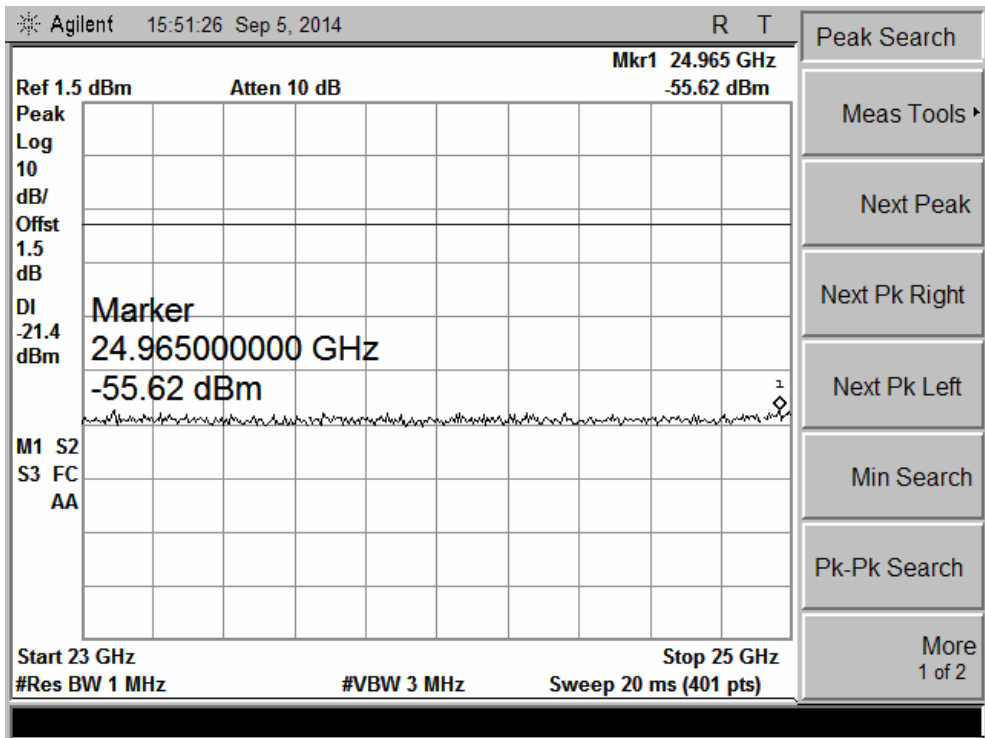 Agilent 15:51:26 Sep 5, 2014 R T
Mkr1 24.965 GHz
Ref 1.5 dBm Atten 10 dB -55.62 dBm
Peak
Log
10
dB/
Offst
1.5
dB
DI
-21.4
dBm
Marker
24.965000000 GHz
-55.62 dBm
1
M1 S2
S3 FC
AA
Start 23 GHz Stop 25 GHz
#Res BW 1 MHz #VBW 3 MHz Sweep 20 ms (401 pts)
Peak Search
Meas Tools
Next Peak
Next Pk Right
Next Pk Left
Min Search
Pk-Pk Search
More
1 of 2